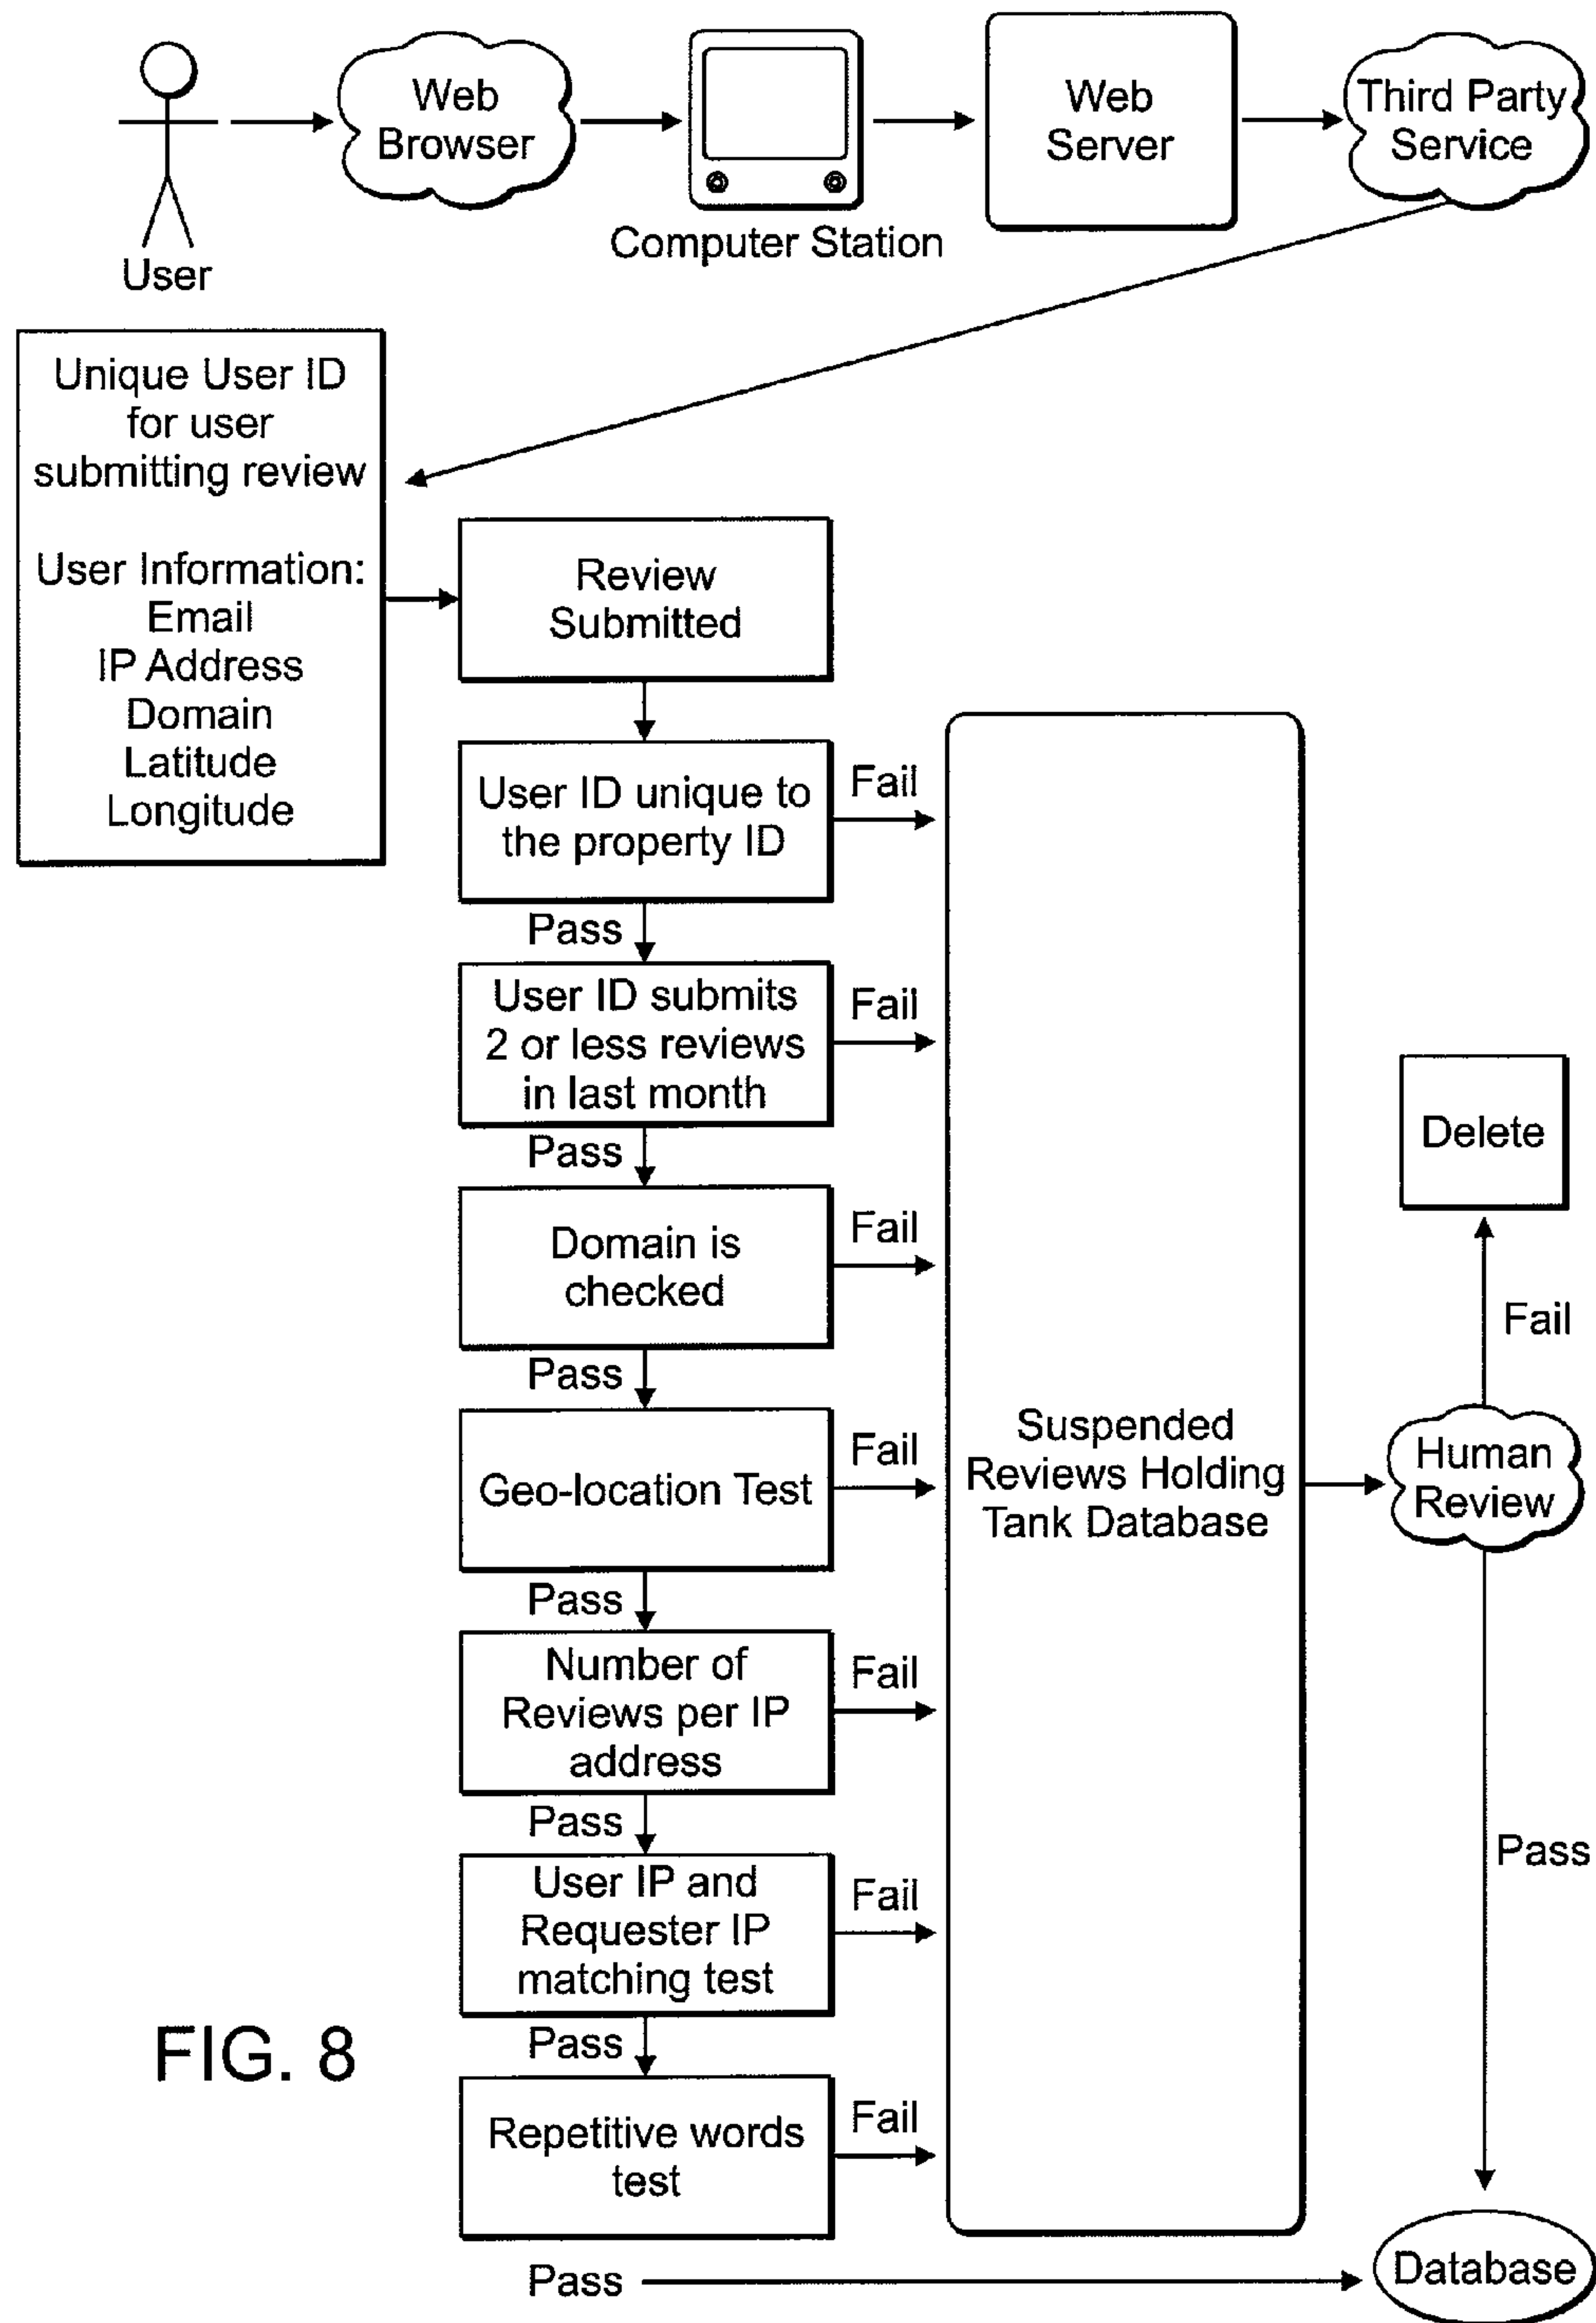 User
Web
Browser
Computer Station
Web
Server
Third Party
Service
Unique User ID
for user
submitting review
User Information:
Email
IP Address
Domain
Latitude
Longitude
Review
Submitted
User ID unique to
the property ID
Fail
Pass
User ID submits
2 or less reviews
in last month
Fail
Pass
Domain is
checked
Fail
Pass
Geo-location Test
Fail
Pass
Number of
Reviews per IP
address
Fail
Pass
User IP and
Requester IP
matching test
Fail
Pass
Repetitive words
test
Fail
Pass
Suspended
Reviews Holding
Tank Database
Delete
Fail
Human
Review
Pass
Database
FIG. 8